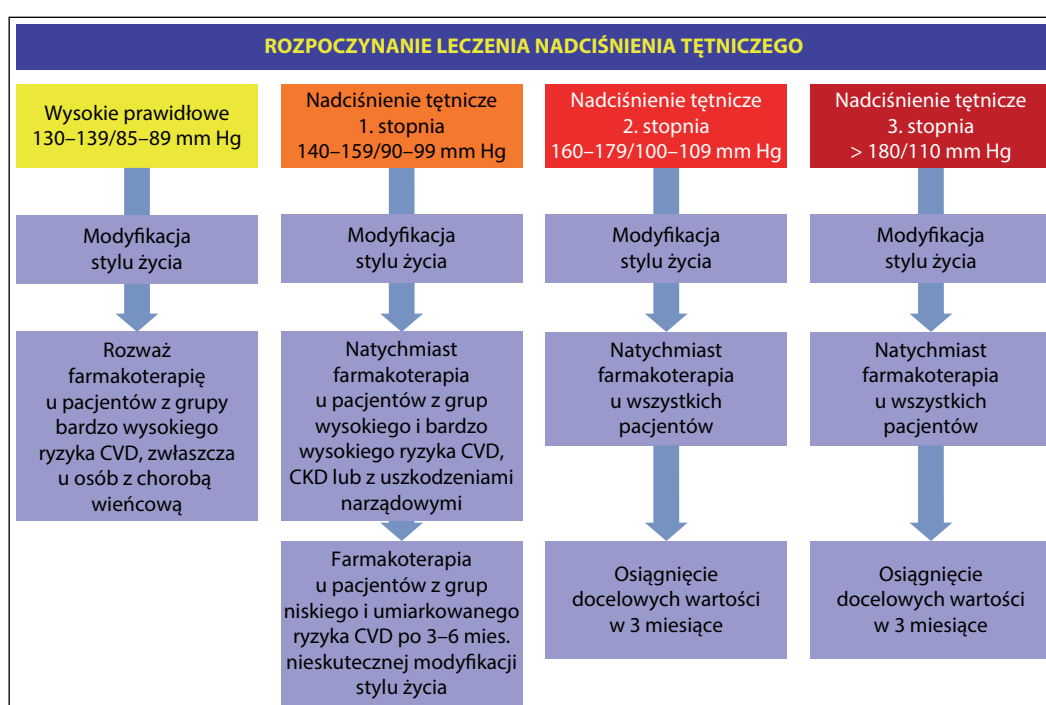 ROZPOCZYNANIE LECZENIA NADCIŚNIENIA TĘTNICZEGO
Wysokie prawidłowe
130–139/85–89 mm Hg
Modyfikacja
stylu życia
Rozważ
farmakoterapię
u pacjentów z grupy
bardzo wysokiego
ryzyka CVD, zwłaszcza
u osób z chorobą
wieńcową
Nadciśnienie tętnicze
1. stopnia
140–159/90–99 mm Hg
Modyfikacja
stylu życia
Natychmiast
farmakoterapia
u pacjentów z grup
wysokiego i bardzo
wysokiego ryzyka CVD,
CKD lub z uszkodzeniami
narządowymi
Farmakoterapia
u pacjentów z grup
niskiego i umiarkowanego
ryzyka CVD po 3–6 mies.
nieskutecznej modyfikacji
stylu życia
Nadciśnienie tętnicze
2. stopnia
160–179/100–109 mm Hg
Modyfikacja
stylu życia
Natychmiast
farmakoterapia
u wszystkich
pacjentów
Osiągnięcie
docelowych wartości
w 3 miesiące
Nadciśnienie tętnicze
3. stopnia
> 180/110 mm Hg
Modyfikacja
stylu życia
Natychmiast
farmakoterapia
u wszystkich
pacjentów
Osiągnięcie
docelowych wartości
w 3 miesiące